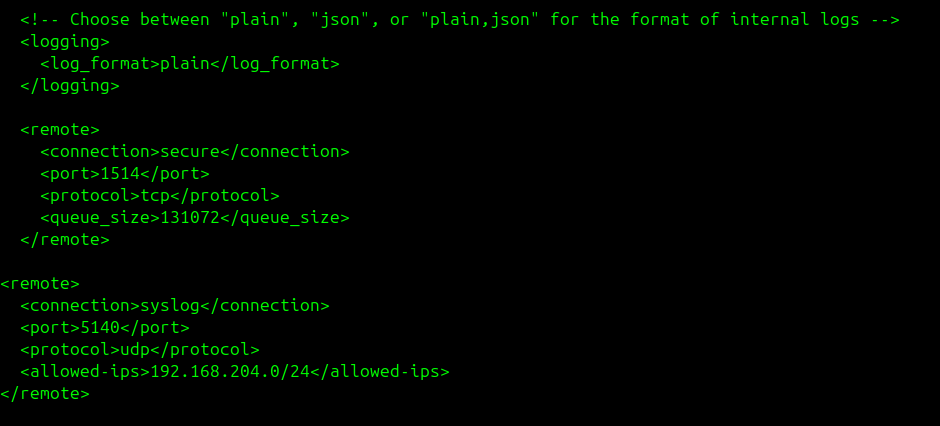 <!-- Choose between "plain", "json", or "plain,json" for the format of internal logs -->
<logging>
<log_format>plain</log_format>
</logging>
<remote>
<connection>secure</connection>
<port>1514</port>
<protocol>tcp</protocol>
<queue_size>131072</queue_size>
</remote>
<remote>
<connection>syslog</connection>
<port>5140</port>
<protocol>udp</protocol>
<allowed-ips>192.168.204.0/24</allowed-ips>
</remote>